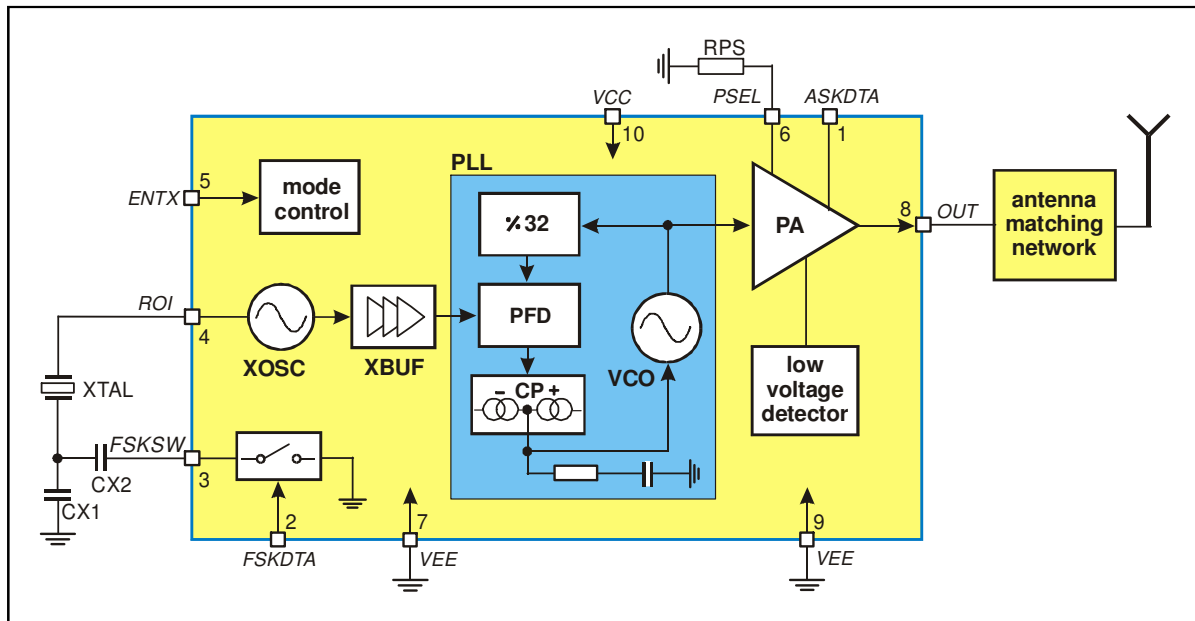 RPS
VCC
PSEL
ASKDTA
10
6
1
PLL
5
ENTX
mode
control
٪32
PA
8
OUT
antenna
matching
network
ROI
4
XOSC
XBUF
PFD
VCO
low
voltage
detector
XTAL
- CP +
FSKSW
3
CX2
CX1
2
FSKDTA
7
VEE
9
VEE